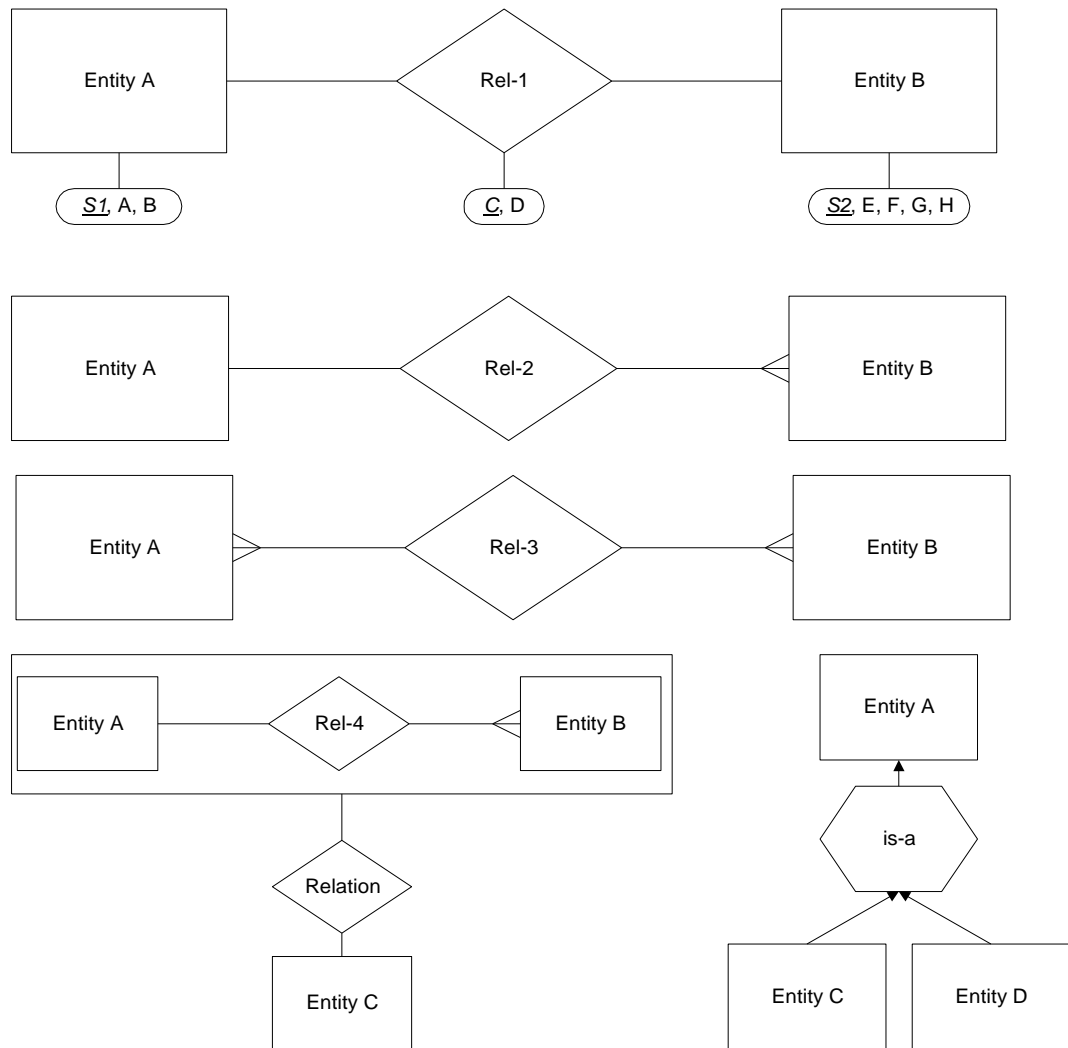 Entity A
Rel-1
Entity B
S1, A, B
C, D
S2, E, F, G, H
Entity A
Rel-2
Entity B
Entity A
Rel-3
Entity B
Entity A
Rel-4
Entity B
Relation
Entity C
Entity A
is-a
Entity C
Entity D